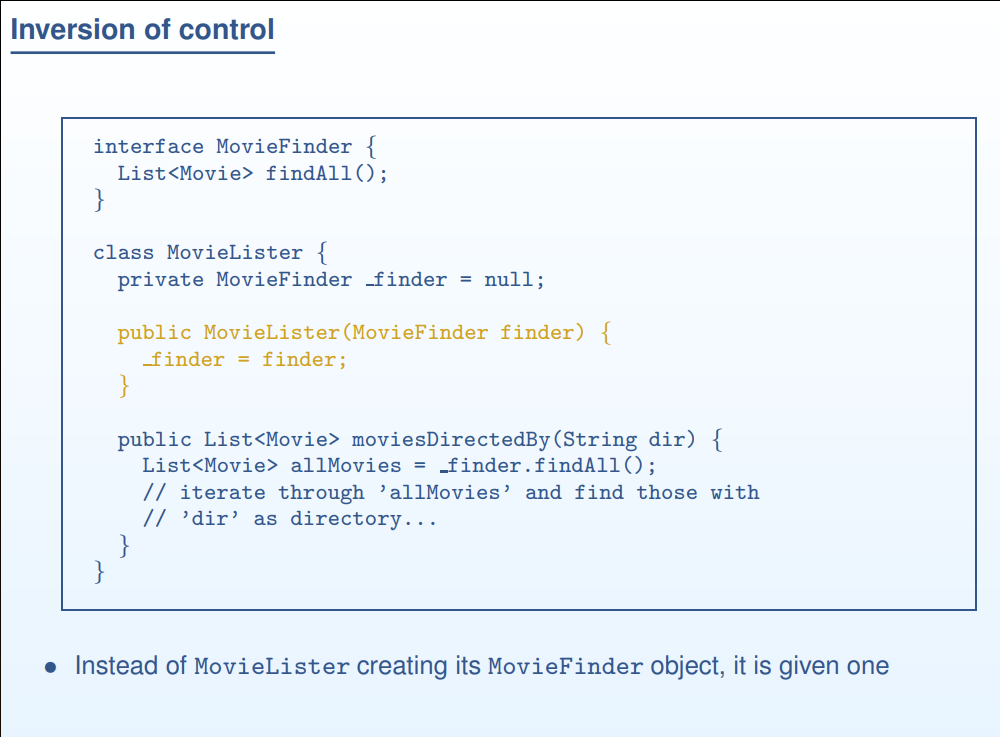 Inversion of control
interface MovieFinder {
List<Movie> findAll();
}
class MovieLister {
private MovieFinder _finder = null;
public MovieLister(MovieFinder finder) {
_finder = finder;
}
public List<Movie> moviesDirectedBy(String dir) {
List<Movie> allMovies = _finder.findAll();
// iterate through ’allMovies’ and find those with
// ’dir’ as directory...
}
}
• Instead of MovieLister creating its MovieFinder object, it is given one